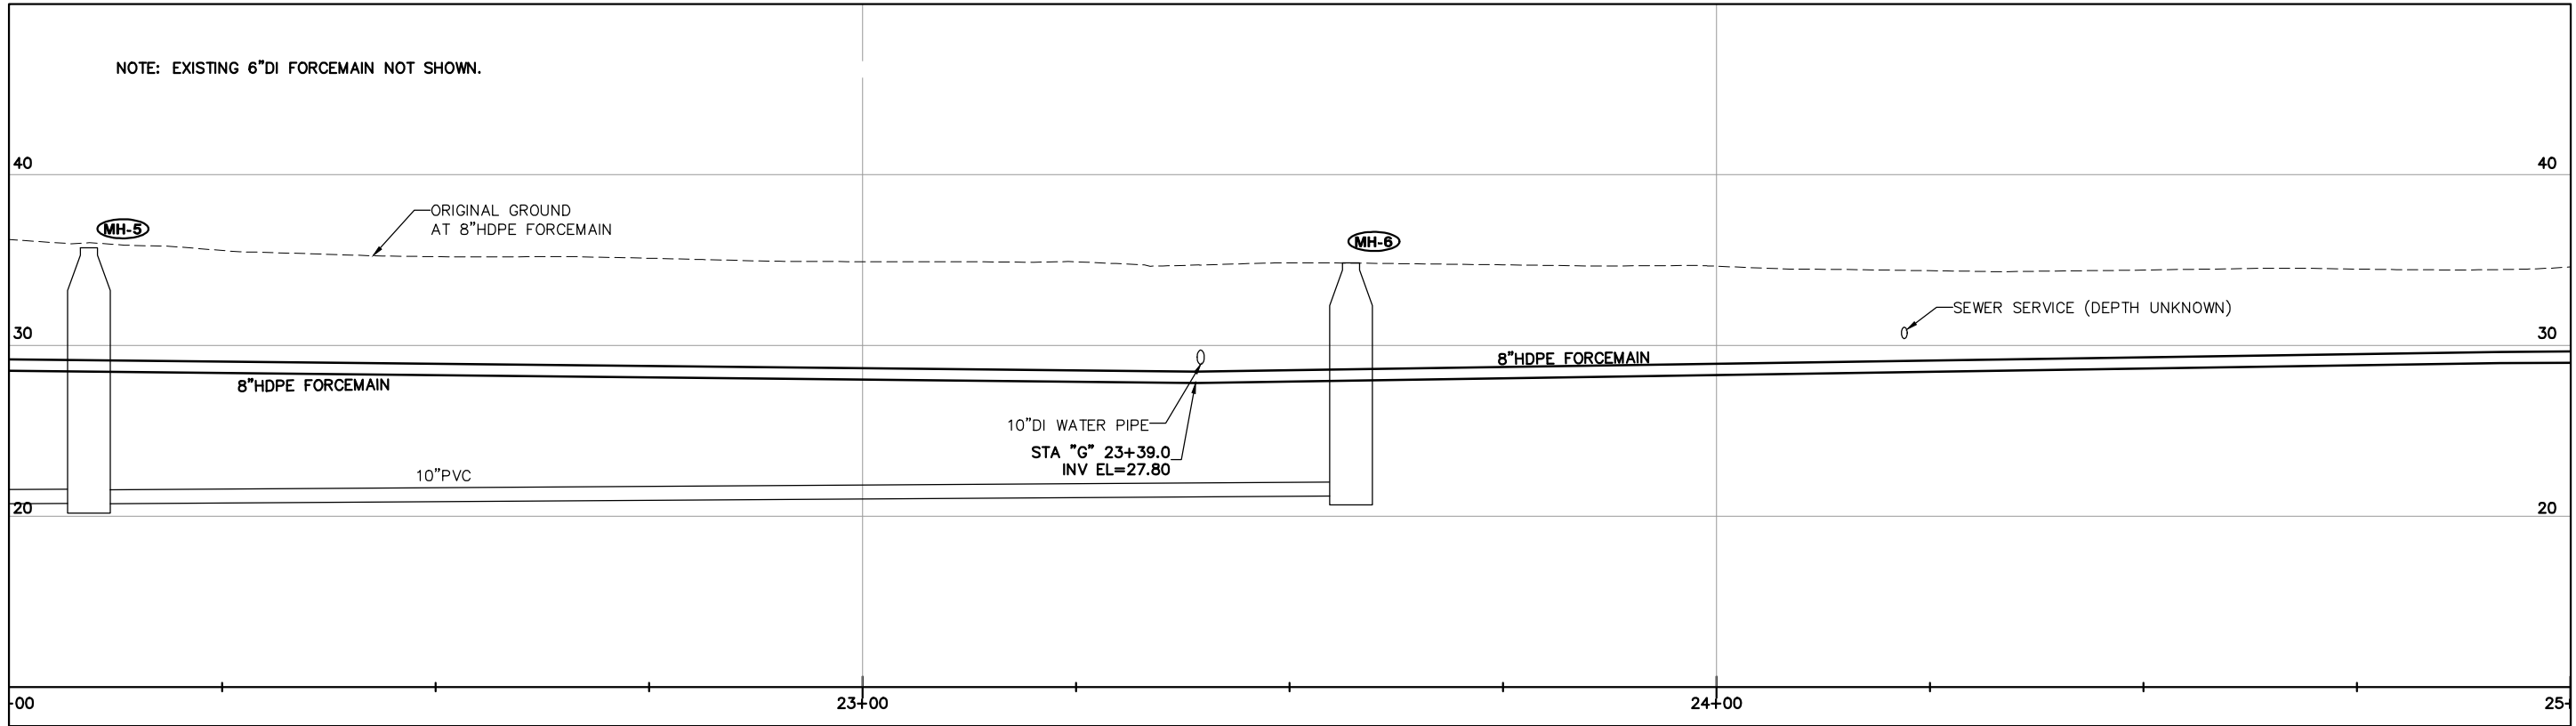 NOTE: EXISTING 6"DI FORCEMAIN NOT SHOWN.
40
40
ORIGINAL GROUND
AT 8"HDPE FORCEMAIN
MH-5
MH-6
SEWER SERVICE (DEPTH UNKNOWN)
30
30
8"HDPE FORCEMAIN
8"HDPE FORCEMAIN
10"DI WATER PIPE
STA "G" 23+39.0
INV EL=27.80
10"PVC
20
20
-00
23+00
24+00
25-